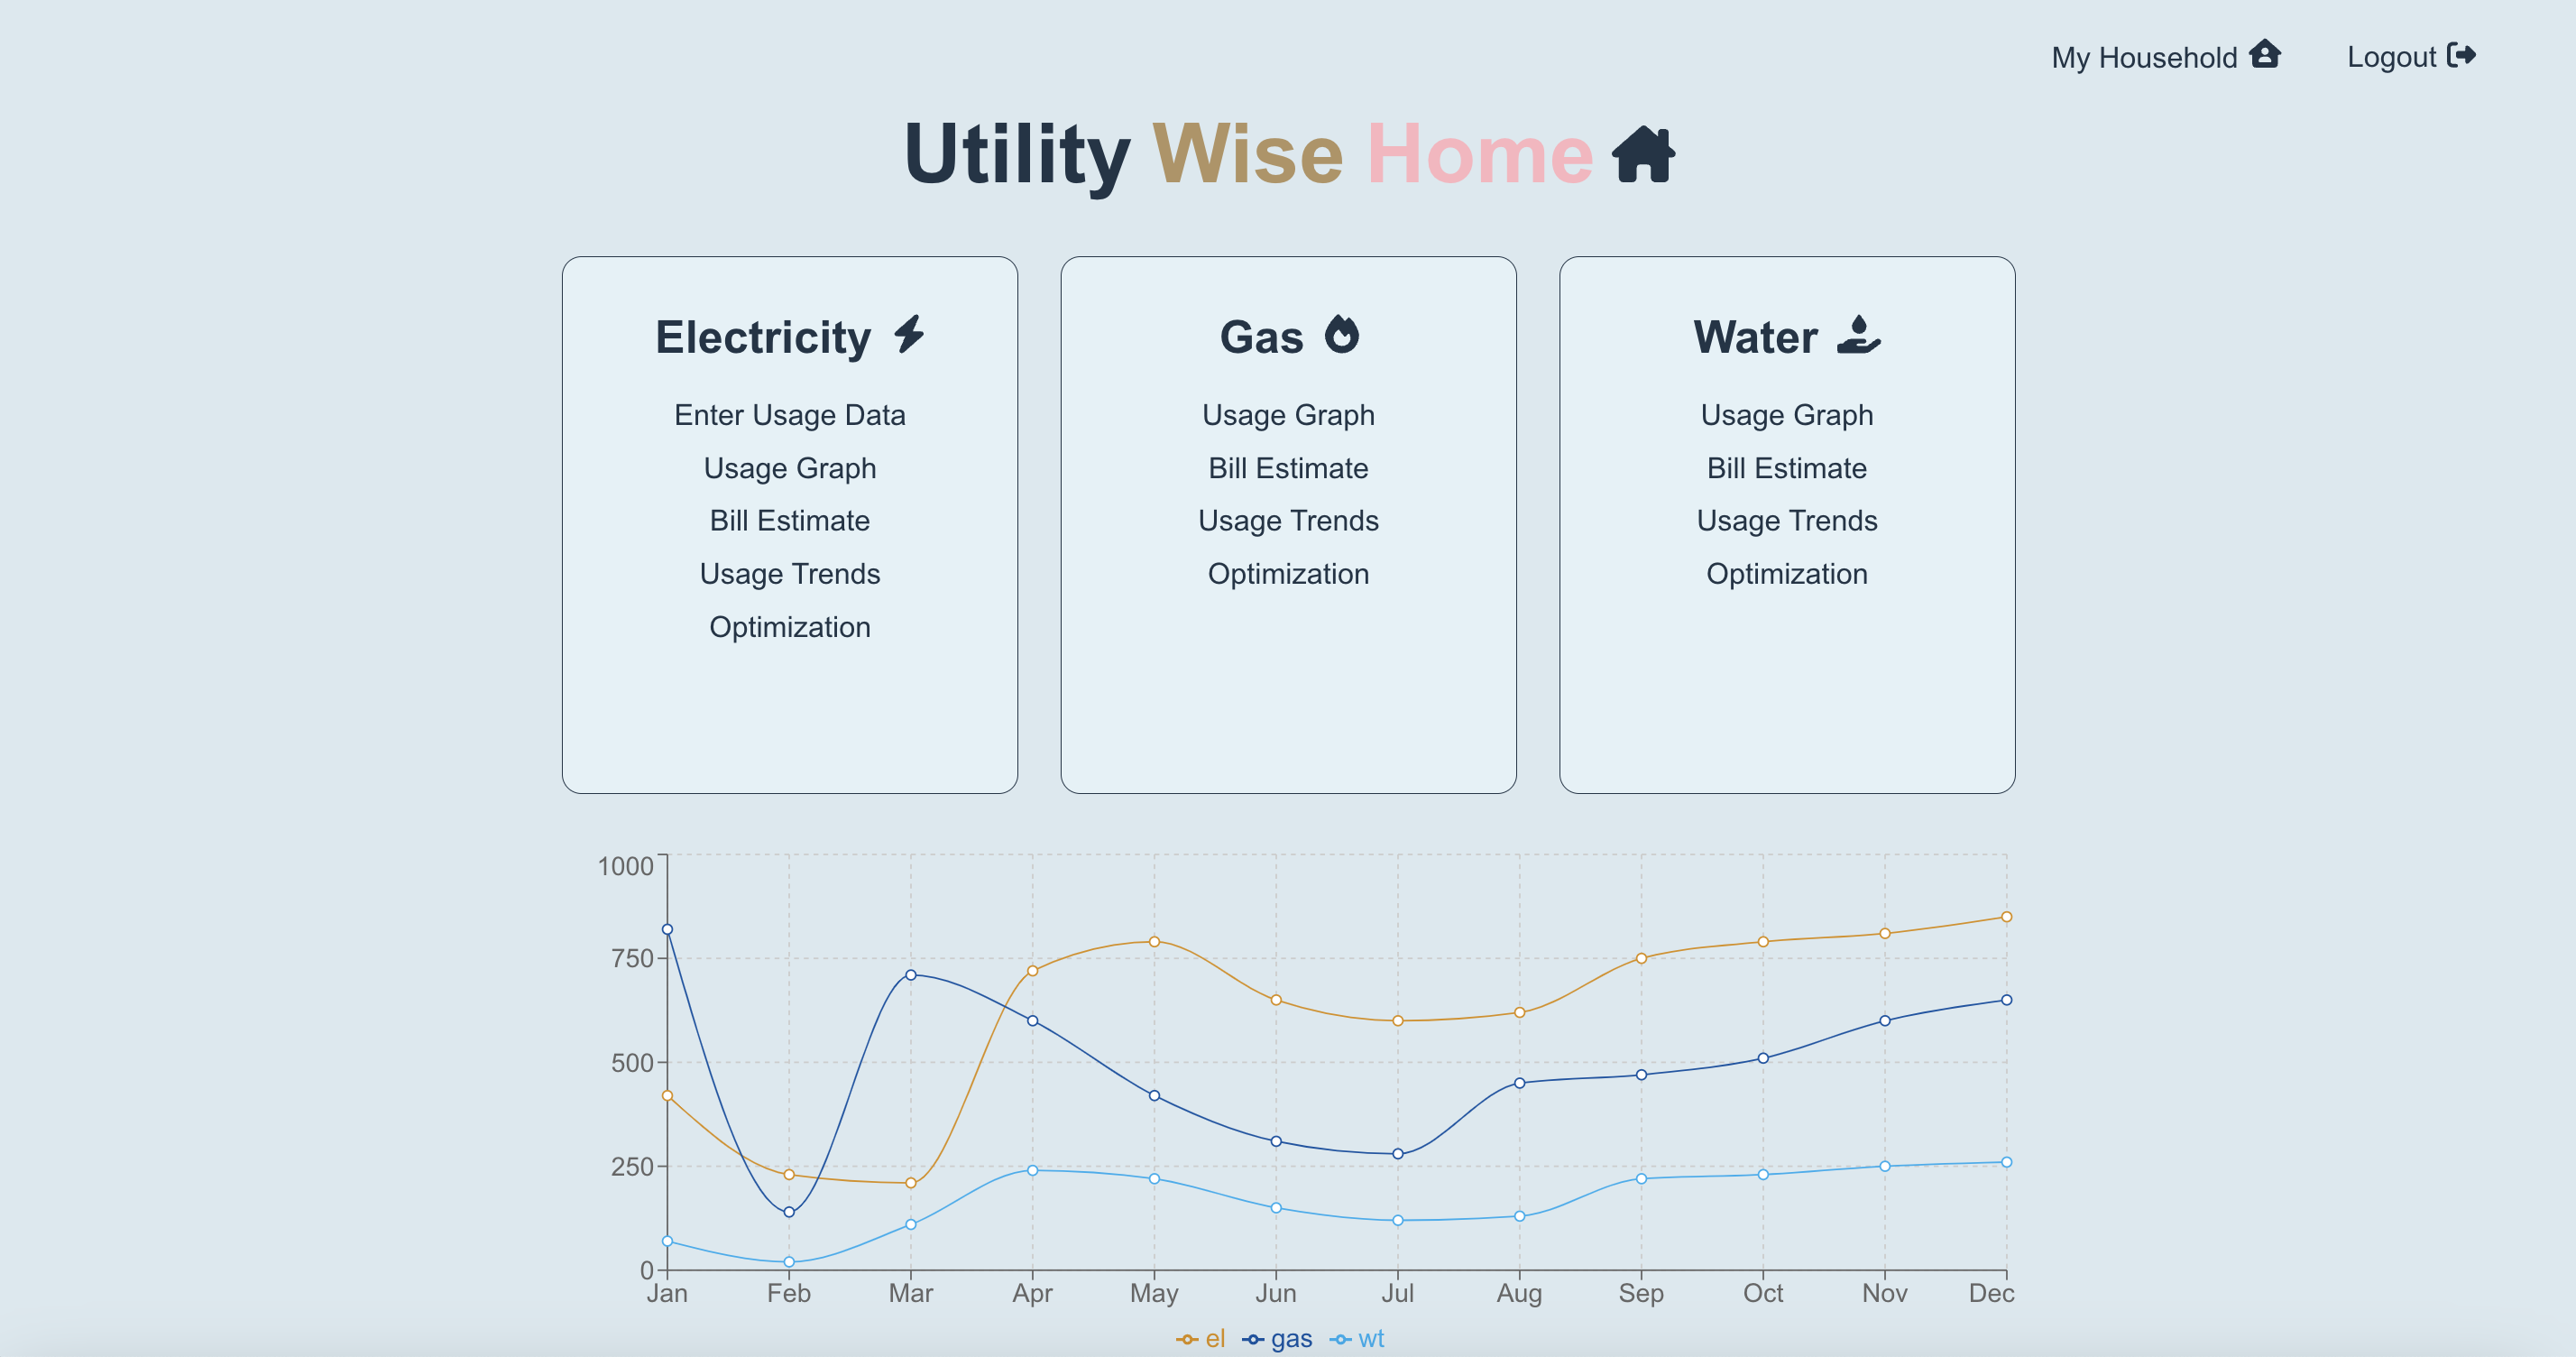 My Household Logout
Utility Wise Home
Electricity
Enter Usage Data
Usage Graph
Bill Estimate
Usage Trends
Optimization
Gas
Usage Graph
Bill Estimate
Usage Trends
Optimization
Water
Usage Graph
Bill Estimate
Usage Trends
Optimization
1000
750
500
250
0
Jan Feb Mar Apr May Jun Jul Aug Sep Oct Nov Dec
el gas wt